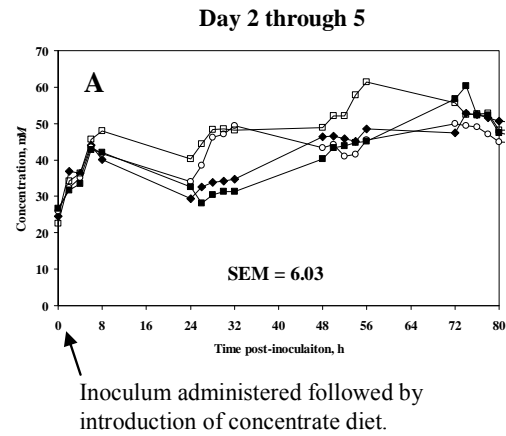 Day 2 through 5
70
60
50
40
30
20
10
0
Concentration, mM
A
SEM = 6.03
0 8 16 24 32 40 48 56 64 72 80
Time post-inoculaiton, h
Inoculum administered followed by
introduction of concentrate diet.